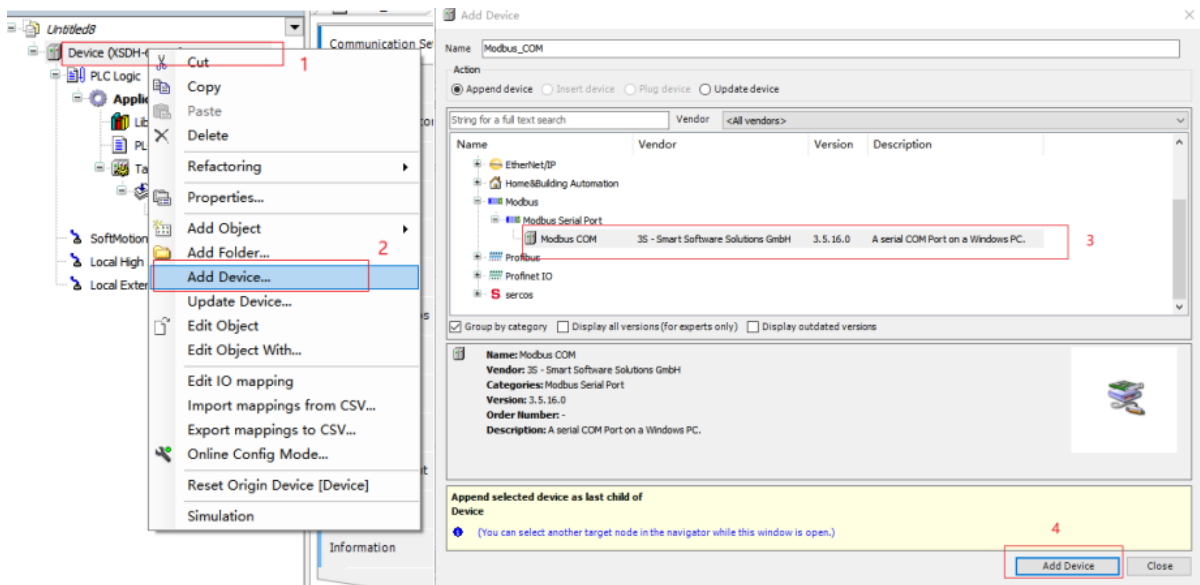 Untitled8
Device (XSDH-
1
PLC Logic
Applic
Lib
PL
Ta
SoftMotion
Local High
Local Exter
Cut
Copy
Paste
Delete
Refactoring
Properties...
Add Object
Add Folder...
2
Add Device...
Update Device...
Edit Object
Edit Object With...
Edit IO mapping
Import mappings from CSV...
Export mappings to CSV...
Online Config Mode...
Reset Origin Device [Device]
Simulation
Communication Set
Information
Add Device
Name Modbus_COM
Action
Append device Insert device Plug device Update device
String for a full text search Vendor <All vendors>
Name Vendor Version Description
EtherNet/IP
Home&Building Automation
Modbus
Modbus Serial Port
Modbus COM 3S - Smart Software Solutions GmbH 3.5.16.0 A serial COM Port on a Windows PC.
3
Profibus
Profinet IO
sercos
Group by category Display all versions (for experts only) Display outdated versions
Name: Modbus COM
Vendor: 3S - Smart Software Solutions GmbH
Categories: Modbus Serial Port
Version: 3.5.16.0
Order Number: -
Description: A serial COM Port on a Windows PC.
Append selected device as last child of
Device
(You can select another target node in the navigator while this window is open.)
4
Add Device Close